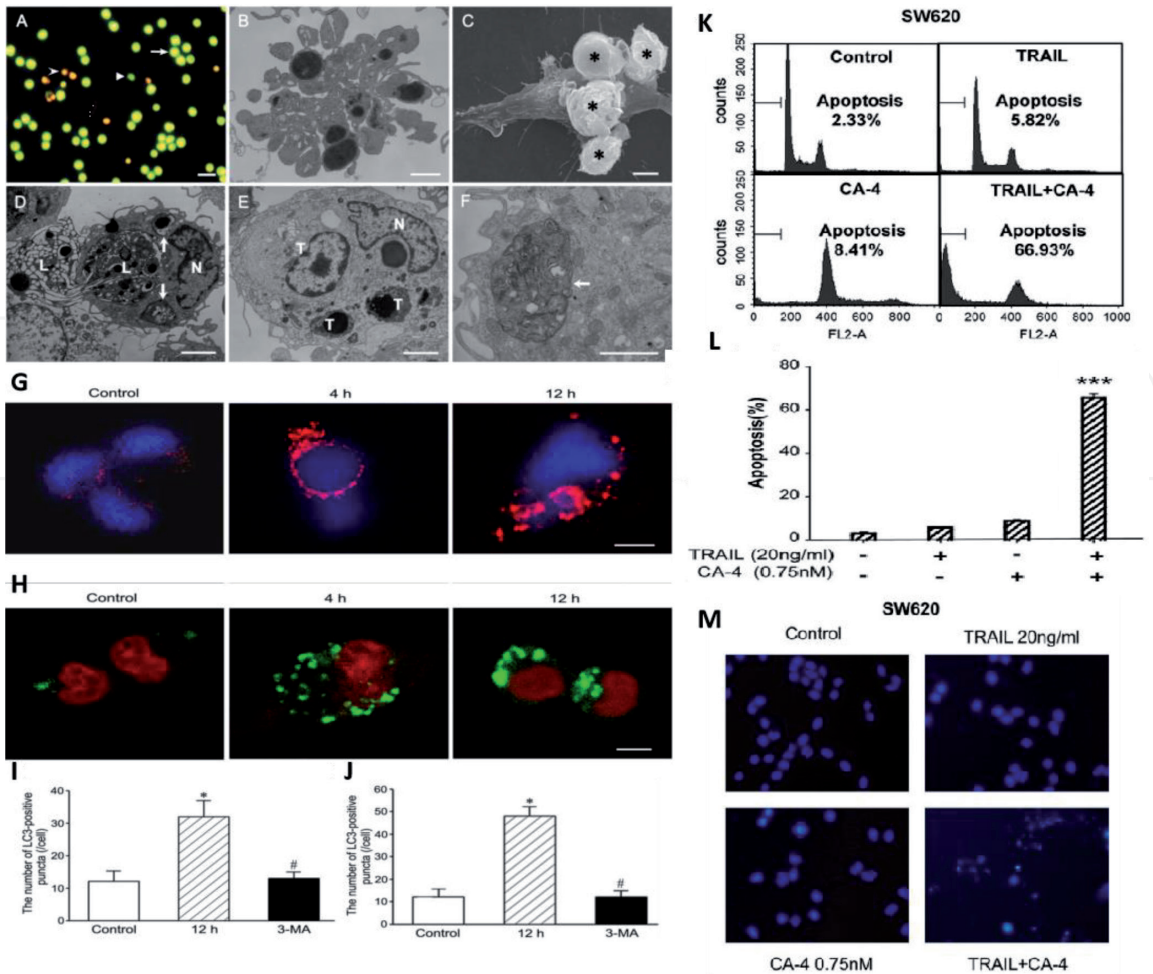 A
B
C
* * * *
D
L
L
N
E
T
N
T
T
F
G
Control
4 h
12 h
H
Control
4 h
12 h
I
The number of LC3-positive
puncta (/cell)
40
30
20
10
0
*
#
Control
12 h
3-MA
J
The number of LC3-positive
puncta (/cell)
60
50
40
30
20
10
0
*
#
Control
12 h
3-MA
K
SW620
counts
250
200
150
100
50
0
Control
Apoptosis
2.33%
TRAIL
Apoptosis
5.82%
counts
250
200
150
100
50
0
CA-4
Apoptosis
8.41%
TRAIL+CA-4
Apoptosis
66.93%
0 200 400 600 800
0 200 400 600 800 1000
FL2-A
FL2-A
L
Apoptosis(%)
80
60
40
20
0
***
TRAIL (20ng/ml) - + - +
CA-4 (0.75nM) - - + +
M
SW620
Control
TRAIL 20ng/ml
CA-4 0.75nM
TRAIL+CA-4